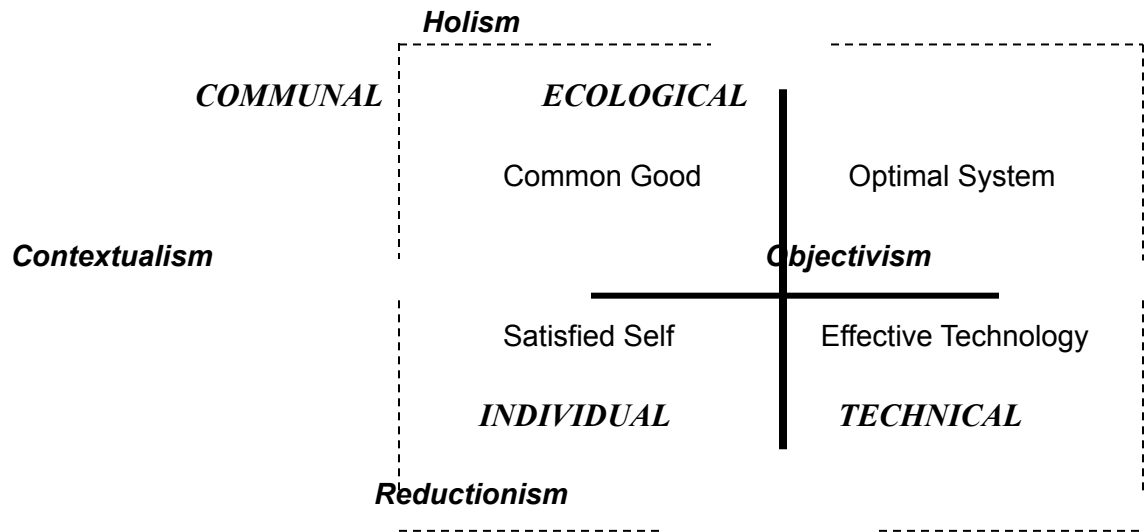 Holism
COMMUNAL ECOLOGICAL
Common Good Optimal System
Contextualism Objectivism
Satisfied Self Effective Technology
INDIVIDUAL TECHNICAL
Reductionism